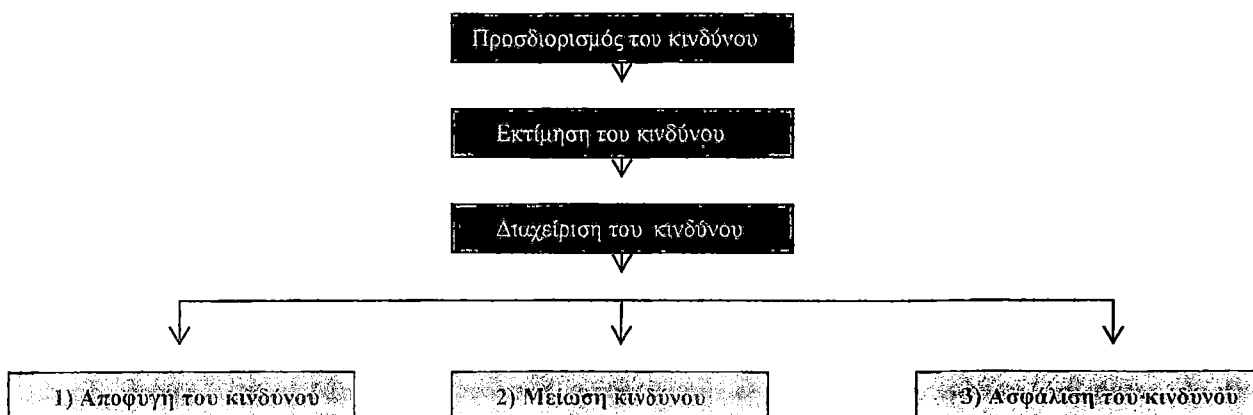 Προσδιορισμός του κινδύνου
Εκτίμηση του κινδύνου
Διαχείριση του κινδύνου
1) Αποφυγή του κινδύνου
2) Μείωση κινδύνου
3) Ασφάλιση του κινδύνου